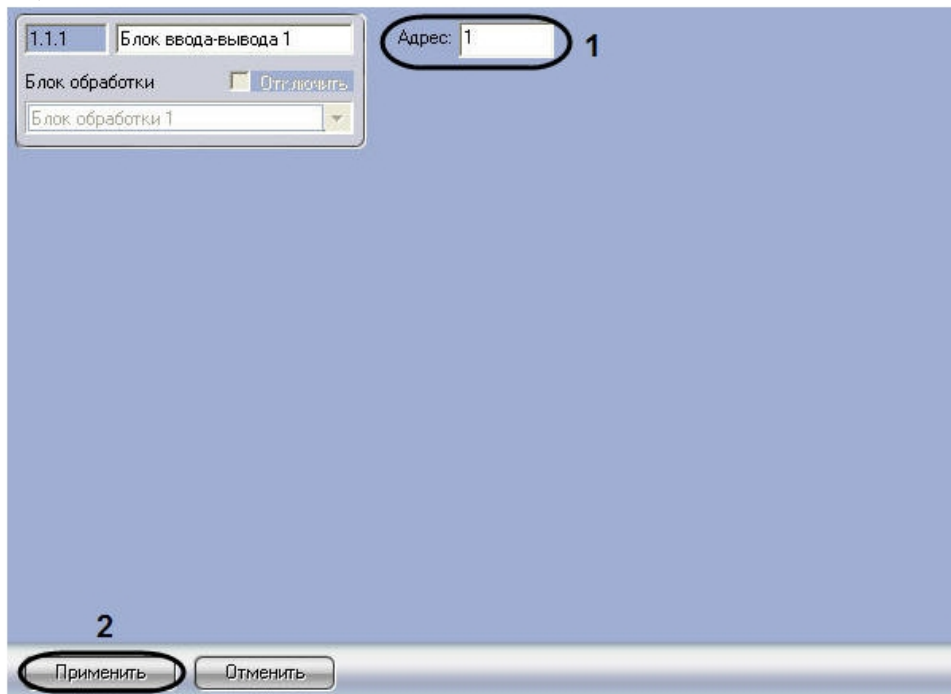 1.1.1 Блок ввода-вывода 1 Адрес: 1 1
Блок обработки Отключить
Блок обработки 1
2
Применить Отменить